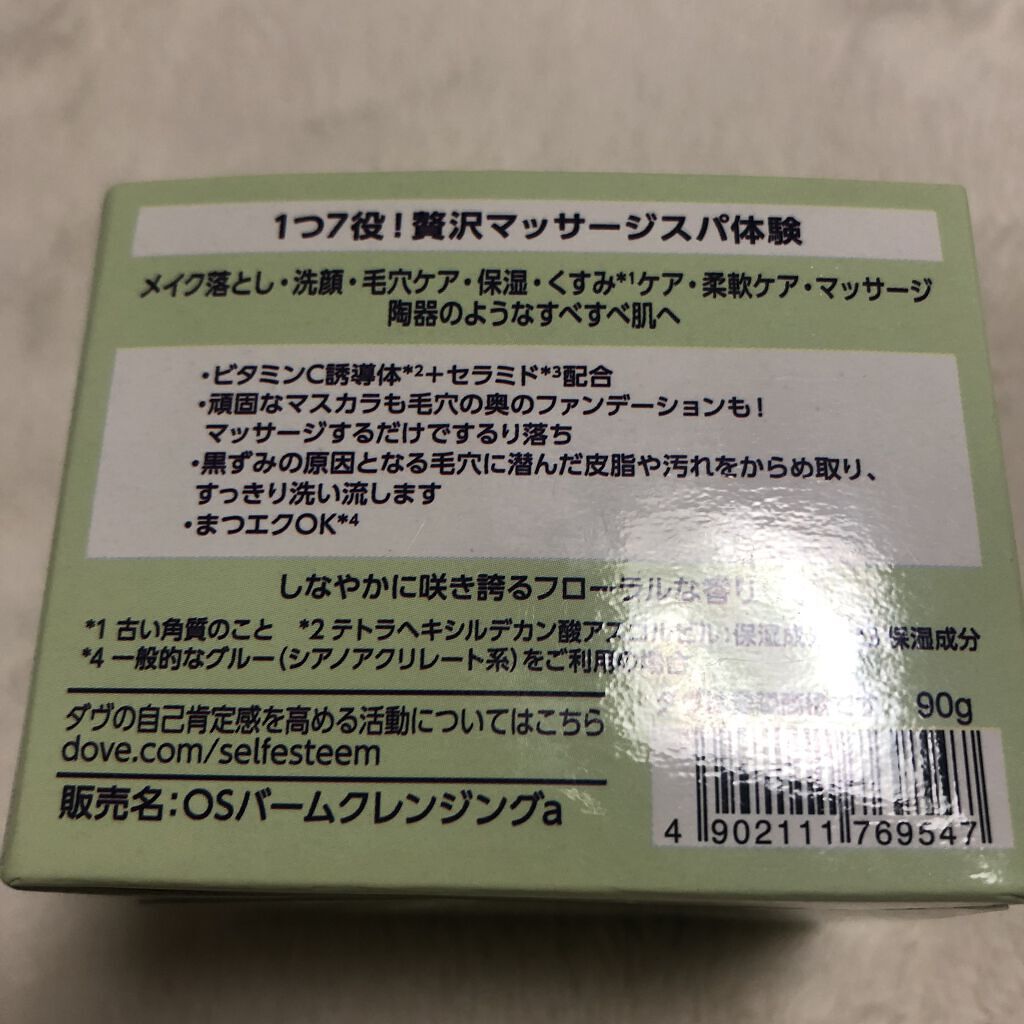 1つ7役！贅沢マッサージスパ体験
メイク落とし・洗顔・毛穴ケア・保湿・くすみ*1ケア・柔軟ケア・マッサージ
陶器のようなすべすべ肌へ
・ビタミンC誘導体*2＋セラミド*3配合
・頑固なマスカラも毛穴の奥のファンデーションも！
マッサージするだけでするり落ち
・黒ずみの原因となる毛穴に潜んだ皮脂や汚れをからめ取り、
すっきり洗い流します
・まつエクOK*4
しなやかに咲き誇るフローラルな香り
*1 古い角質のこと *2 テトラヘキシルデカン酸アスコルビル：保湿成分 保湿成分
*4 一般的なグルー（シアノアクリレート系）をご利用の場合
90g
ダヴの自己肯定感を高める活動についてはこちら
dove.com/selfesteem
販売名：OSバームクレンジングa
4 902111 769547